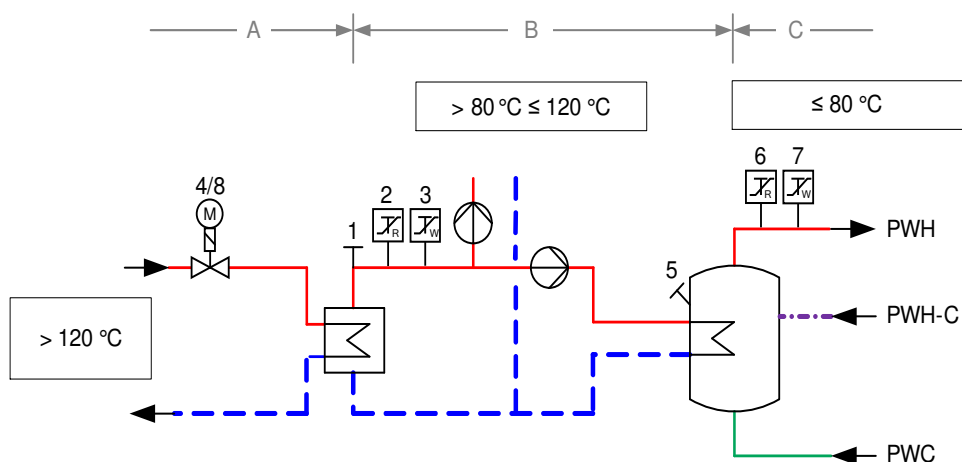 A
B
C
> 80 °C ≤ 120 °C
≤ 80 °C
4/8
M
2
R
3
W
1
6
R
7
W
PWH
5
> 120 °C
PWH-C
PWC